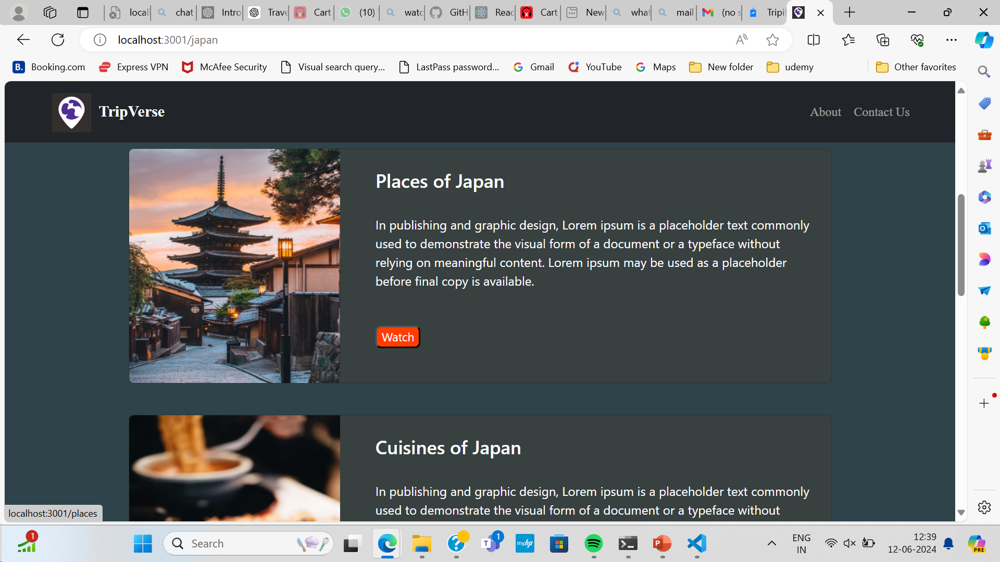 local
chat
Intro
Trave
Cart
(10)
watc
GitH
Reac
Cart
New
what
mail
(no s
Tripi
localhost:3001/japan
B. Booking.com
Express VPN
McAfee Security
Visual search query...
LastPass password...
Gmail
YouTube
Maps
New folder
udemy
Other favorites
TripVerse
About
Contact Us
Places of Japan
In publishing and graphic design, Lorem ipsum is a placeholder text commonly
used to demonstrate the visual form of a document or a typeface without
relying on meaningful content. Lorem ipsum may be used as a placeholder
before final copy is available.
Watch
Cuisines of Japan
In publishing and graphic design, Lorem ipsum is a placeholder text commonly
used to demonstrate the visual form of a document or a typeface without
localhost:3001/places
1
Search
1
myhp
ENG
IN
12:39
12-06-2024
PRE